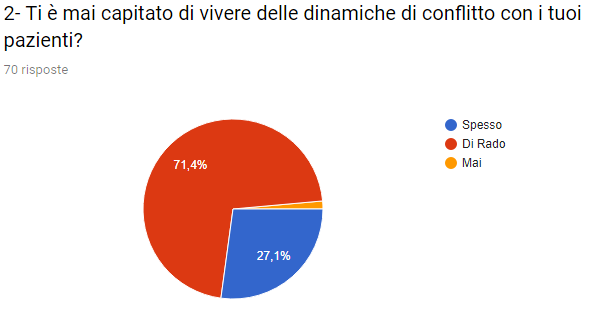 2- Ti è mai capitato di vivere delle dinamiche di conflitto con i tuoi
pazienti?
70 risposte
Spesso
Di Rado
Mai
71,4%
27,1%